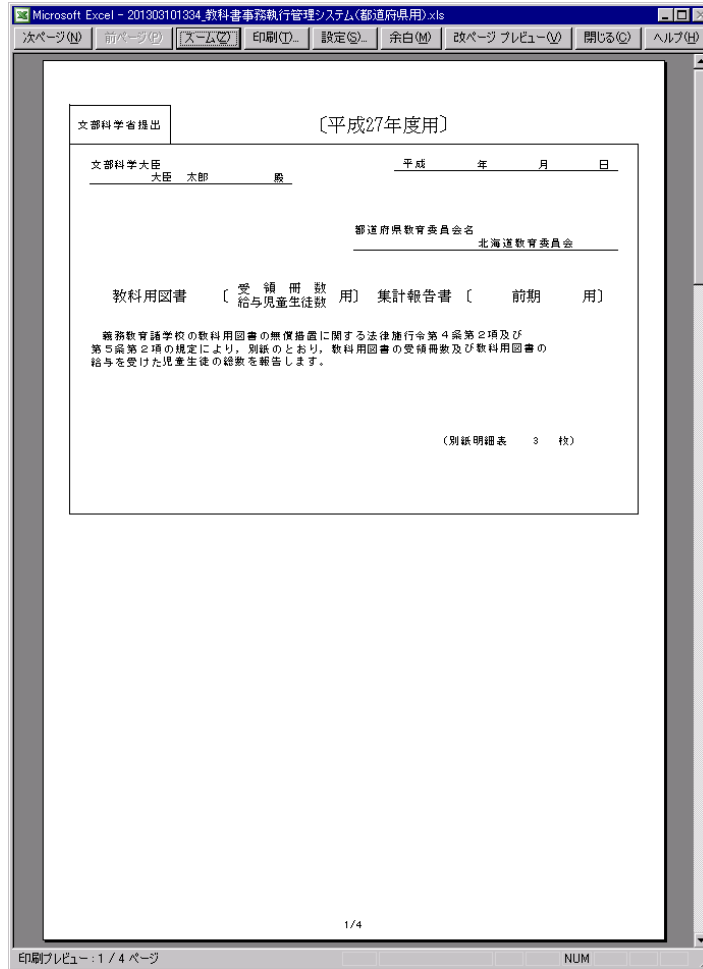 Microsoft Excel - 201303101334_教科書事務執行管理システム(都道府県用).xls
次ページ(N) 前ページ(P) ズーム(Z) 印刷(T)... 設定(S)... 余白(M) 改ページ プレビュー(V) 閉じる(C) ヘルプ(H)
文部科学省提出
〔平成27年度用〕
文部科学大臣
大臣 太郎 殿
平成 年 月 日
都道府県教育委員会名
北海道教育委員会
教科用図書 〔 受領冊数 給与児童生徒数 用〕 集計報告書 〔 前期 用〕
義務教育諸学校の教科用図書の無償措置に関する法律施行令第4条第2項及び
第5条第2項の規定により，別紙のとおり，教科用図書の受領冊数及び教科用図書の
給与を受けた児童生徒の総数を報告します。
(別紙明細表 3 枚)
1/4
印刷プレビュー : 1 / 4 ページ NUM